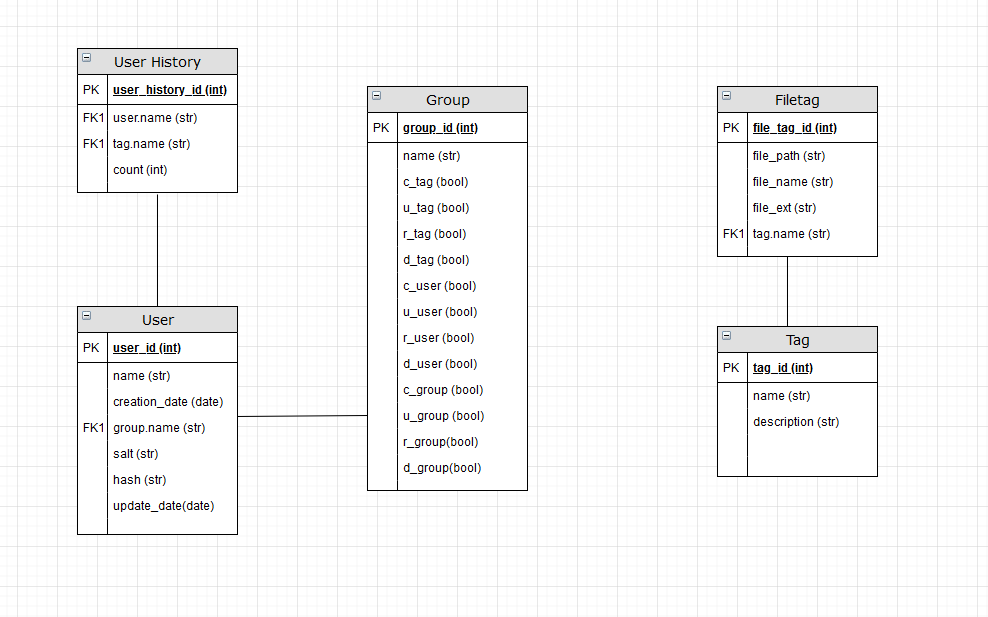 User History
PK user_history_id (int)
FK1 user.name (str)
FK1 tag.name (str)
count (int)
User
PK user_id (int)
name (str)
creation_date (date)
FK1 group.name (str)
salt (str)
hash (str)
update_date(date)
Group
PK group_id (int)
name (str)
c_tag (bool)
u_tag (bool)
r_tag (bool)
d_tag (bool)
c_user (bool)
u_user (bool)
r_user (bool)
d_user (bool)
c_group (bool)
u_group (bool)
r_group(bool)
d_group(bool)
Filetag
PK file_tag_id (int)
file_path (str)
file_name (str)
file_ext (str)
FK1 tag.name (str)
Tag
PK tag_id (int)
name (str)
description (str)